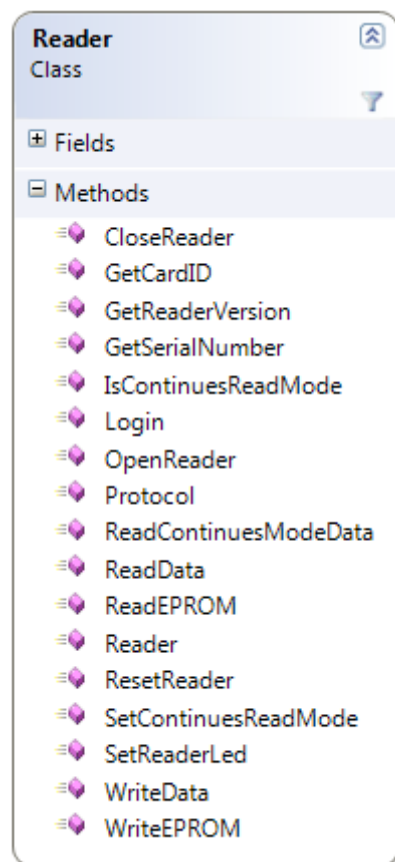 Reader
Class
Fields
Methods
CloseReader
GetCardID
GetReaderVersion
GetSerialNumber
IsContinuesReadMode
Login
OpenReader
Protocol
ReadContinuesModeData
ReadData
ReadEPROM
Reader
ResetReader
SetContinuesReadMode
SetReaderLed
WriteData
WriteEPROM